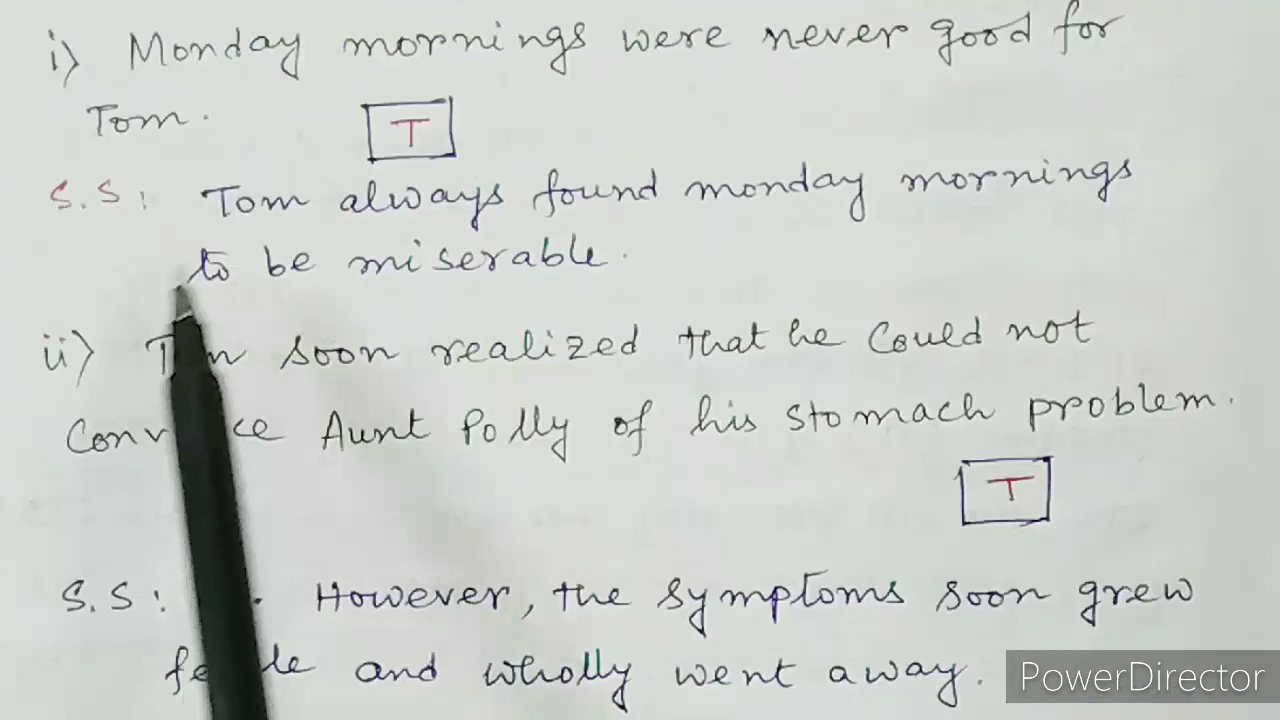 i) Monday mornings were never good for
Tom. T
S.S: Tom always found monday mornings
to be miserable.
ii) soon realized that he Could not
Aunt Polly of his stomach problem.
T
S.S: . However, the symptoms soon grew
and wholly went away.
PowerDirector